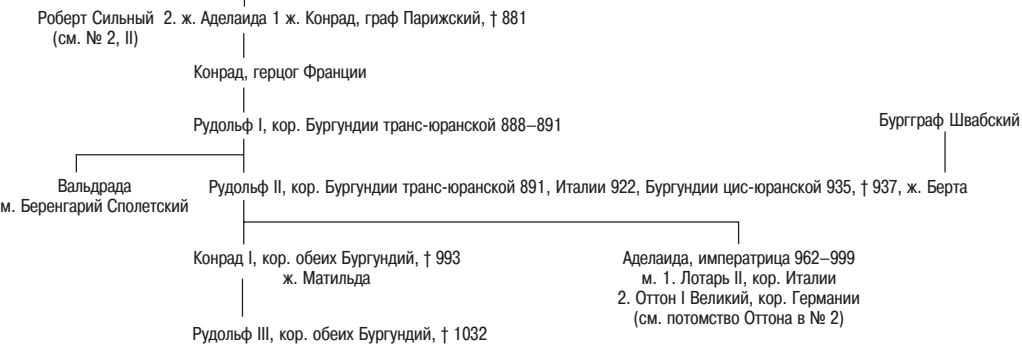 Роберт Сильный 2. ж. Аделаида 1 ж. Конрад, граф Парижский, † 881
(см. № 2, II)
Конрад, герцог Франции
Рудольф I, кор. Бургундии транс-юранской 888–891
Бургграф Швабский
Вальдрада
м. Беренгарий Сполетский
Рудольф II, кор. Бургундии транс-юранской 891, Италии 922, Бургундии цис-юранской 935, † 937, ж. Берта
Конрад I, кор. обеих Бургундий, † 993
ж. Матильда
Аделаида, императрица 962–999
м. 1. Лотарь II, кор. Италии
2. Оттон I Великий, кор. Германии
(см. потомство Оттона в № 2)
Рудольф III, кор. обеих Бургундий, † 1032